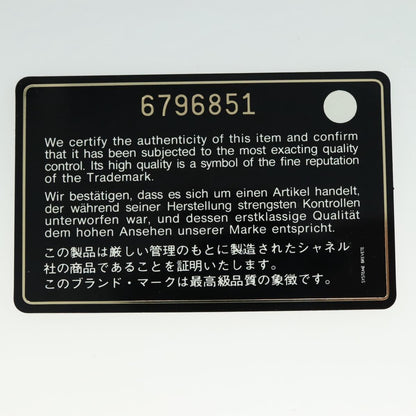 6796851
We certify the authenticity of this item and confirm
that it has been subjected to the most exacting quality
control. Its high quality is a symbol of the fine reputation
of the Trademark.
Wir bestätigen, dass es sich um einen Artikel handelt,
der während seiner Herstellung strengsten Kontrollen
unterworfen war, und dessen erstklassige Qualität
dem hohen Ansehen unserer Marke entspricht.
この製品は厳しい管理のもとに製造されたシャネル
社の商品であることを証明いたします。
このブランド・マークは最高級品質の象徴です。
SYSTEME BREVETE